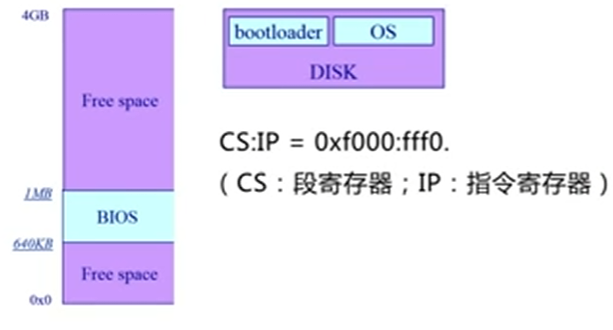 4GB
Free space
1MB
BIOS
640KB
Free space
0x0
bootloader
OS
DISK
CS:IP = 0xf000:fff0.
( CS : 段寄存器 ; IP : 指令寄存器 )